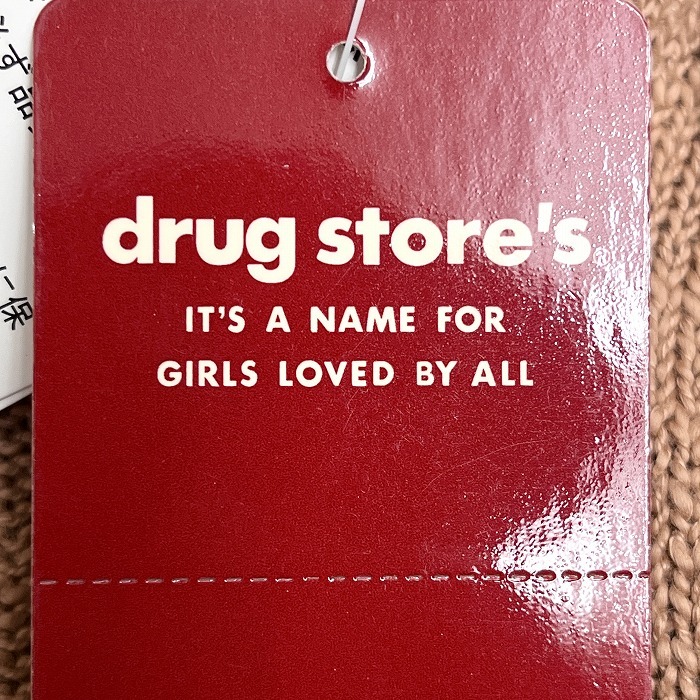 drug store's®
IT'S A NAME FOR
GIRLS LOVED BY ALL